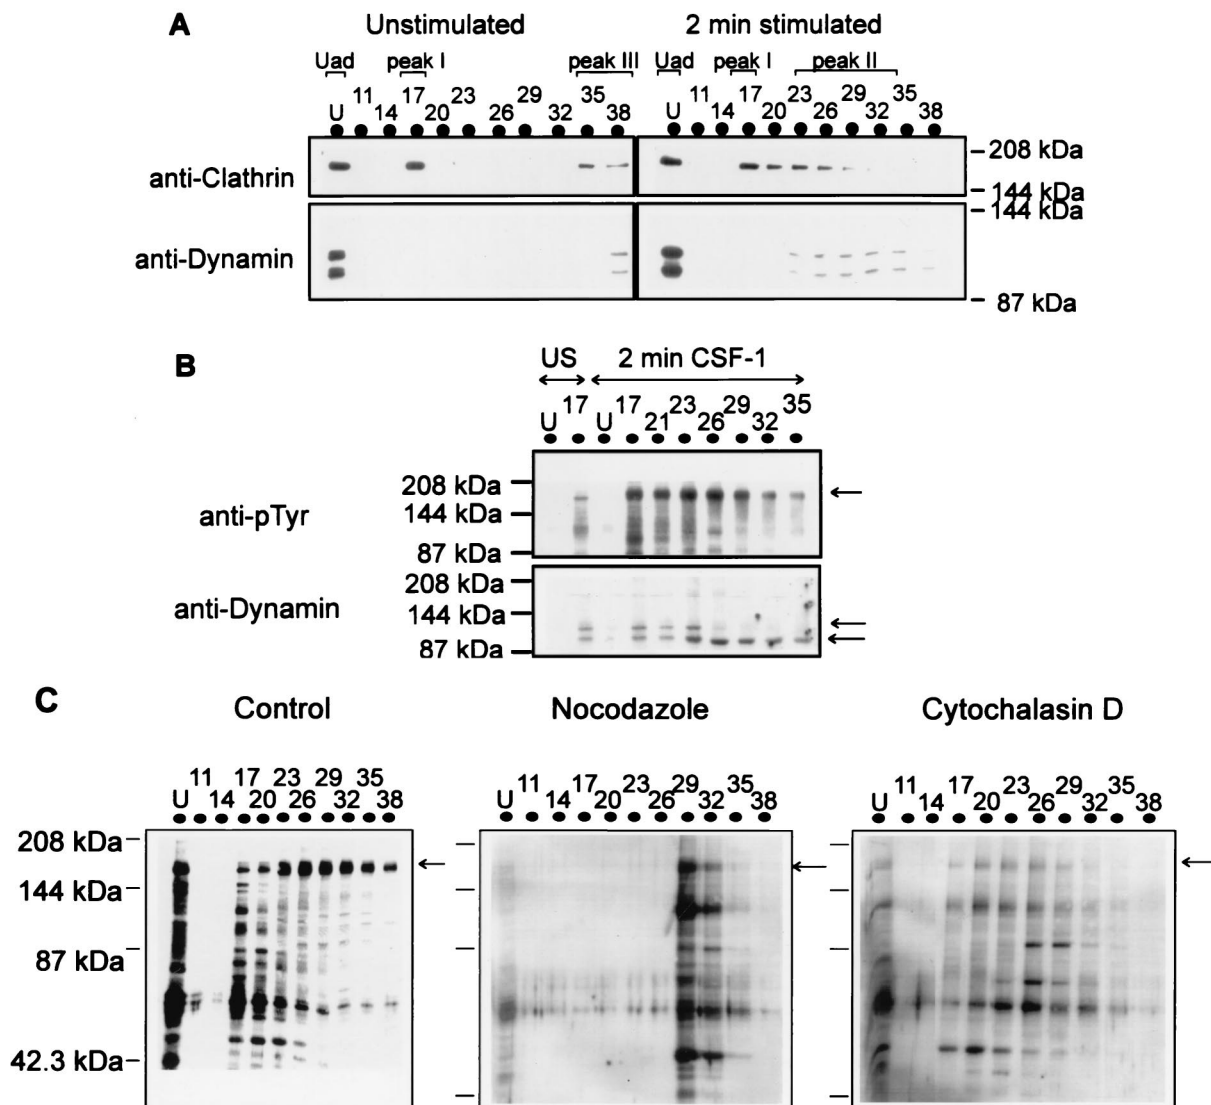 A
Unstimulated 2 min stimulated
Uad peak I peak III Uad peak I peak II
U 11 14 17 20 23 26 29 32 35 38 U 11 14 17 20 23 26 29 32 35 38
anti-Clathrin
208 kDa
144 kDa
144 kDa
anti-Dynamin
87 kDa
B
US 2 min CSF-1
U 17 U 17 21 23 26 29 32 35
anti-pTyr
208 kDa
144 kDa
87 kDa
anti-Dynamin
208 kDa
144 kDa
87 kDa
C
Control Nocodazole Cytochalasin D
U 11 14 17 20 23 26 29 32 35 38 U 11 14 17 20 23 26 29 32 35 38 U 11 14 17 20 23 26 29 32 35 38
208 kDa
144 kDa
87 kDa
42.3 kDa